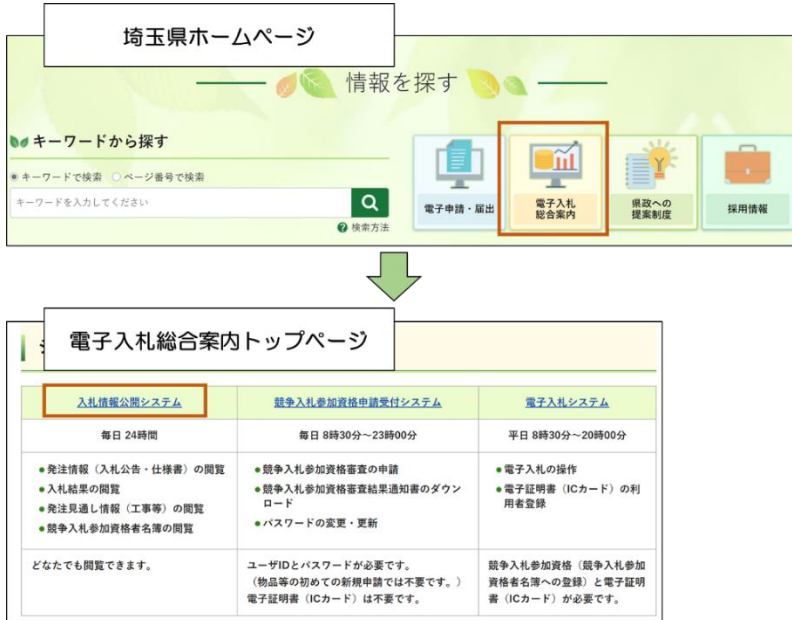 埼玉県ホームページ
情報を探す
キーワードから探す
キーワードで検索 ページ番号で検索
キーワードを入力してください
検索方法
電子申請・届出
電子入札
総合案内
県政への
提案制度
採用情報
電子入札総合案内トップページ
入札情報公開システム
競争入札参加資格申請受付システム
電子入札システム
毎日 24時間
毎日 8時30分～23時00分
平日 8時30分～20時00分
●発注情報（入札公告・仕様書）の閲覧
●入札結果の閲覧
●発注見通し情報（工事等）の閲覧
●競争入札参加資格者名簿の閲覧
●競争入札参加資格審査の申請
●競争入札参加資格審査結果通知書のダウン
ロード
●パスワードの変更・更新
●電子入札の操作
●電子証明書（ICカード）の利
用者登録
どなたでも閲覧できます。
ユーザIDとパスワードが必要です。
（物品等の初めての新規申請では不要です。）
電子証明書（ICカード）は不要です。
競争入札参加資格（競争入札参加
資格者名簿への登録）と電子証明
書（ICカード）が必要です。